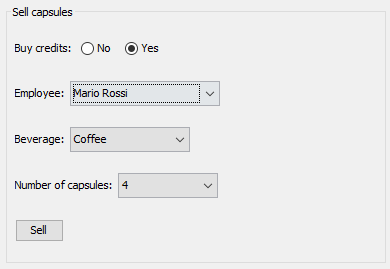 Sell capsules
Buy credits: No Yes
Employee: Mario Rossi
Beverage: Coffee
Number of capsules: 4
Sell